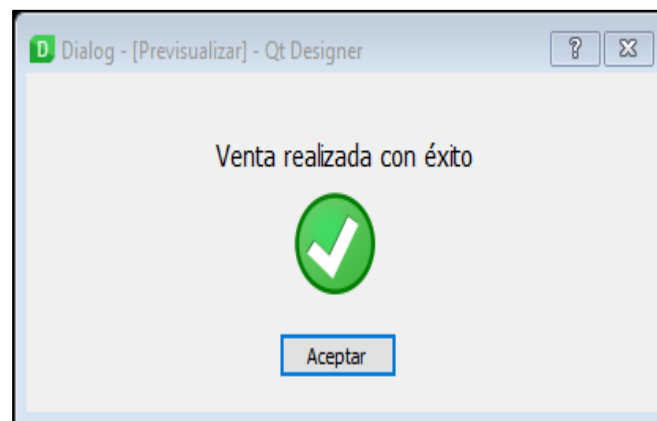 D Dialog - [Previsualizar] - Qt Designer
Venta realizada con éxito
Aceptar